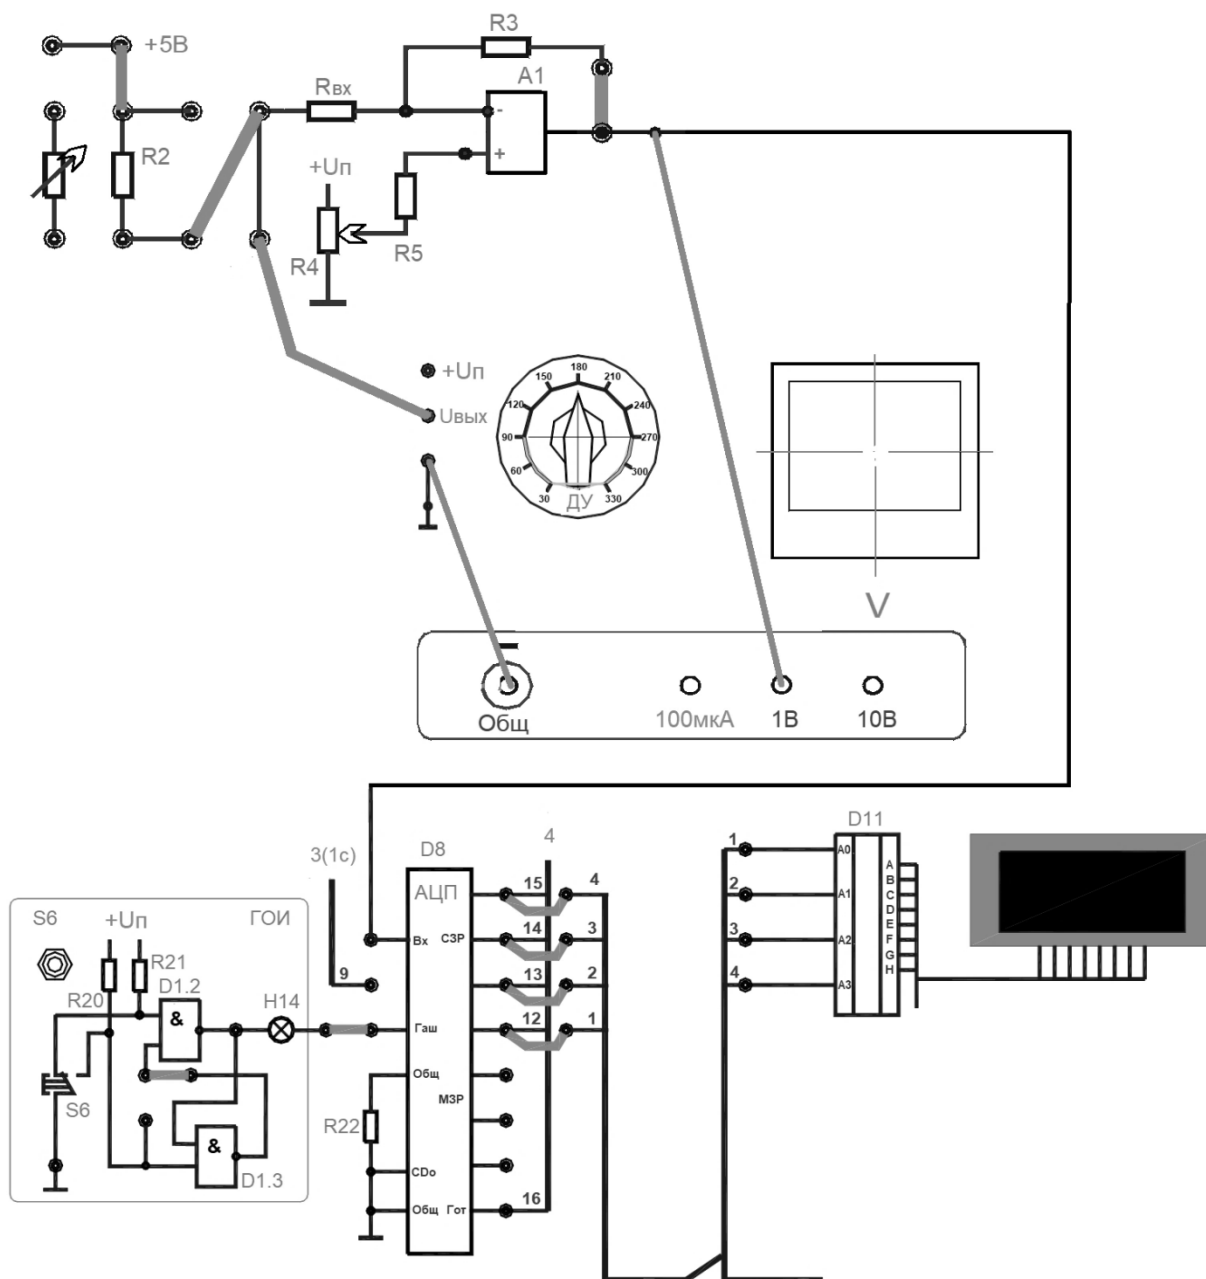 R3
+5В
A1
Rвх
-
R2
+
+Uп
R5
R4
+Uп
180
150
210
120
Uвых
240
90
270
60
300
30
330
ДУ
V
Общ
100мкА
1В
10В
D11
3(1с)
D8
4
1
A0
A
B
АЦП
15
4
2
A1
C
D
S6
+Uп
ГОИ
Вх
СЗР
14
3
3
A2
E
F
G
R21
9
13
2
4
A3
H
R20
D1.2
H14
&
Гаш
12
1
Общ
S6
МЗР
R22
&
D1.3
CDo
Общ
Гот
16